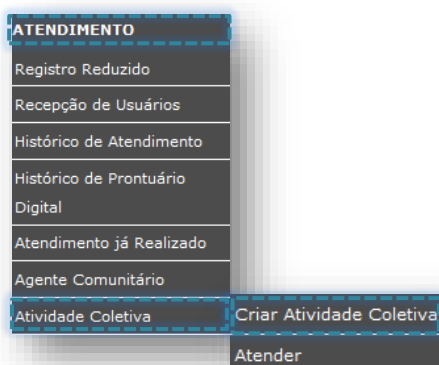 ATENDIMENTO
Registro Reduzido
Recepção de Usuários
Histórico de Atendimento
Histórico de Prontuário
Digital
Atendimento já Realizado
Agente Comunitário
Atividade Coletiva
Criar Atividade Coletiva
Atender